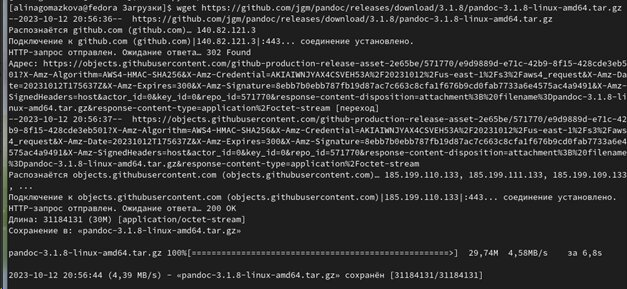 [alinagomazkova@fedora Загрузки]$ wget https://github.com/jgm/pandoc/releases/download/3.1.8/pandoc-3.1.8-linux-amd64.tar.gz
--2023-10-12 20:56:36--  https://github.com/jgm/pandoc/releases/download/3.1.8/pandoc-3.1.8-linux-amd64.tar.gz
Распознаётся github.com (github.com)… 140.82.121.3
Подключение к github.com (github.com)|140.82.121.3|:443... соединение установлено.
HTTP-запрос отправлен. Ожидание ответа... 302 Found
Адрес: https://objects.githubusercontent.com/github-production-release-asset-2e65be/571770/e9d9889d-e71c-42b9-8f15-428cde3eb5
01?X-Amz-Algorithm=AWS4-HMAC-SHA256&X-Amz-Credential=AKIAIWNJYAX4CSVEH53A%2F20231012%2Fus-east-1%2Fs3%2Faws4_request&X-Amz-Da
te=20231012T175637Z&X-Amz-Expires=300&X-Amz-Signature=8ebb7b0ebb787fb19d87ac7c663c8cfa1f676b9cd0fab7733a6e4575ac4a9491&X-Amz-
SignedHeaders=host&actor_id=0&key_id=0&repo_id=571770&response-content-disposition=attachment%3B%20filename%3Dpandoc-3.1.8-li
nux-amd64.tar.gz&response-content-type=application%2Foctet-stream [переход]
--2023-10-12 20:56:37--  https://objects.githubusercontent.com/github-production-release-asset-2e65be/571770/e9d9889d-e71c-42
b9-8f15-428cde3eb501?X-Amz-Algorithm=AWS4-HMAC-SHA256&X-Amz-Credential=AKIAIWNJYAX4CSVEH53A%2F20231012%2Fus-east-1%2Fs3%2Faws
4_request&X-Amz-Date=20231012T175637Z&X-Amz-Expires=300&X-Amz-Signature=8ebb7b0ebb787fb19d87ac7c663c8cfa1f676b9cd0fab7733a6e4
575ac4a9491&X-Amz-SignedHeaders=host&actor_id=0&key_id=0&repo_id=571770&response-content-disposition=attachment%3B%20filename
%3Dpandoc-3.1.8-linux-amd64.tar.gz&response-content-type=application%2Foctet-stream
Распознаётся objects.githubusercontent.com (objects.githubusercontent.com)… 185.199.110.133, 185.199.111.133, 185.199.109.133
, ...
Подключение к objects.githubusercontent.com (objects.githubusercontent.com)|185.199.110.133|:443... соединение установлено.
HTTP-запрос отправлен. Ожидание ответа... 200 OK
Длина: 31184131 (30M) [application/octet-stream]
Сохранение в: «pandoc-3.1.8-linux-amd64.tar.gz»
pandoc-3.1.8-linux-amd64.tar.gz 100%[==================================================>]  29,74M  4,58MB/s    за 6,8s
2023-10-12 20:56:44 (4,39 MB/s) - «pandoc-3.1.8-linux-amd64.tar.gz» сохранён [31184131/31184131]